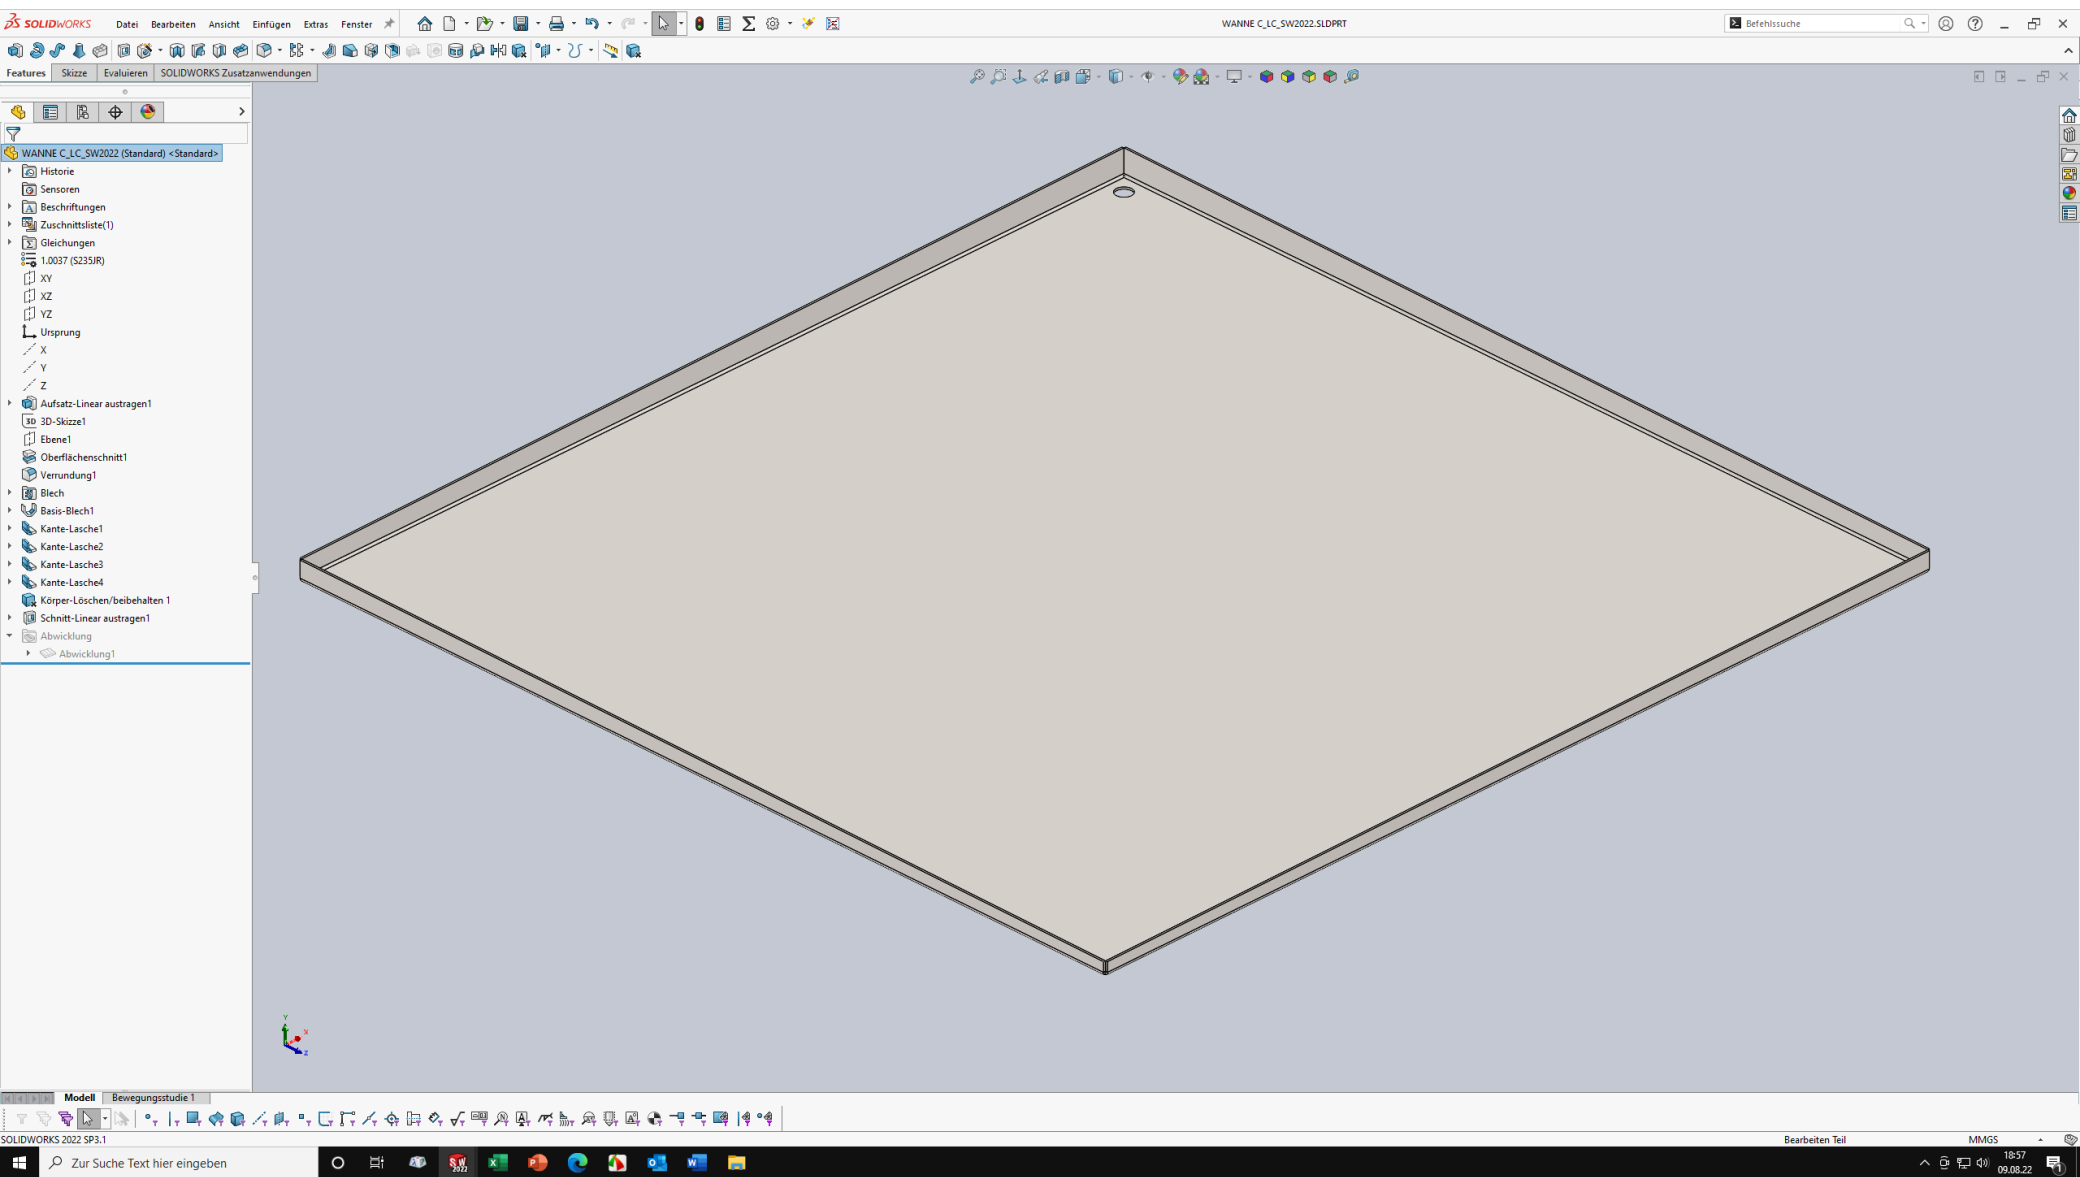 SOLIDWORKS Datei Bearbeiten Ansicht Einfügen Extras Fenster
WANNE C_LC_SW2022.SLDPRT
Befehlssuche
Features Skizze Evaluieren SOLIDWORKS Zusatzanwendungen
WANNE C_LC_SW2022 (Standard) <Standard>
Historie
Sensoren
Beschriftungen
Zuschnittsliste(1)
Gleichungen
1.0037 (S235JR)
XY
XZ
YZ
Ursprung
X
Y
Z
Aufsatz-Linear austragen1
3D 3D-Skizze1
Ebene1
Oberflächenschnitt1
Verrundung1
Blech
Basis-Blech1
Kante-Lasche1
Kante-Lasche2
Kante-Lasche3
Kante-Lasche4
Körper-Löschen/beibehalten 1
Schnitt-Linear austragen1
Abwicklung
Abwicklung1
Y
X
Z
Modell Bewegungsstudie 1
SOLIDWORKS 2022 SP3.1
Bearbeiten Teil
MMGS
Zur Suche Text hier eingeben
SW 2022
18:57
09.08.22
1